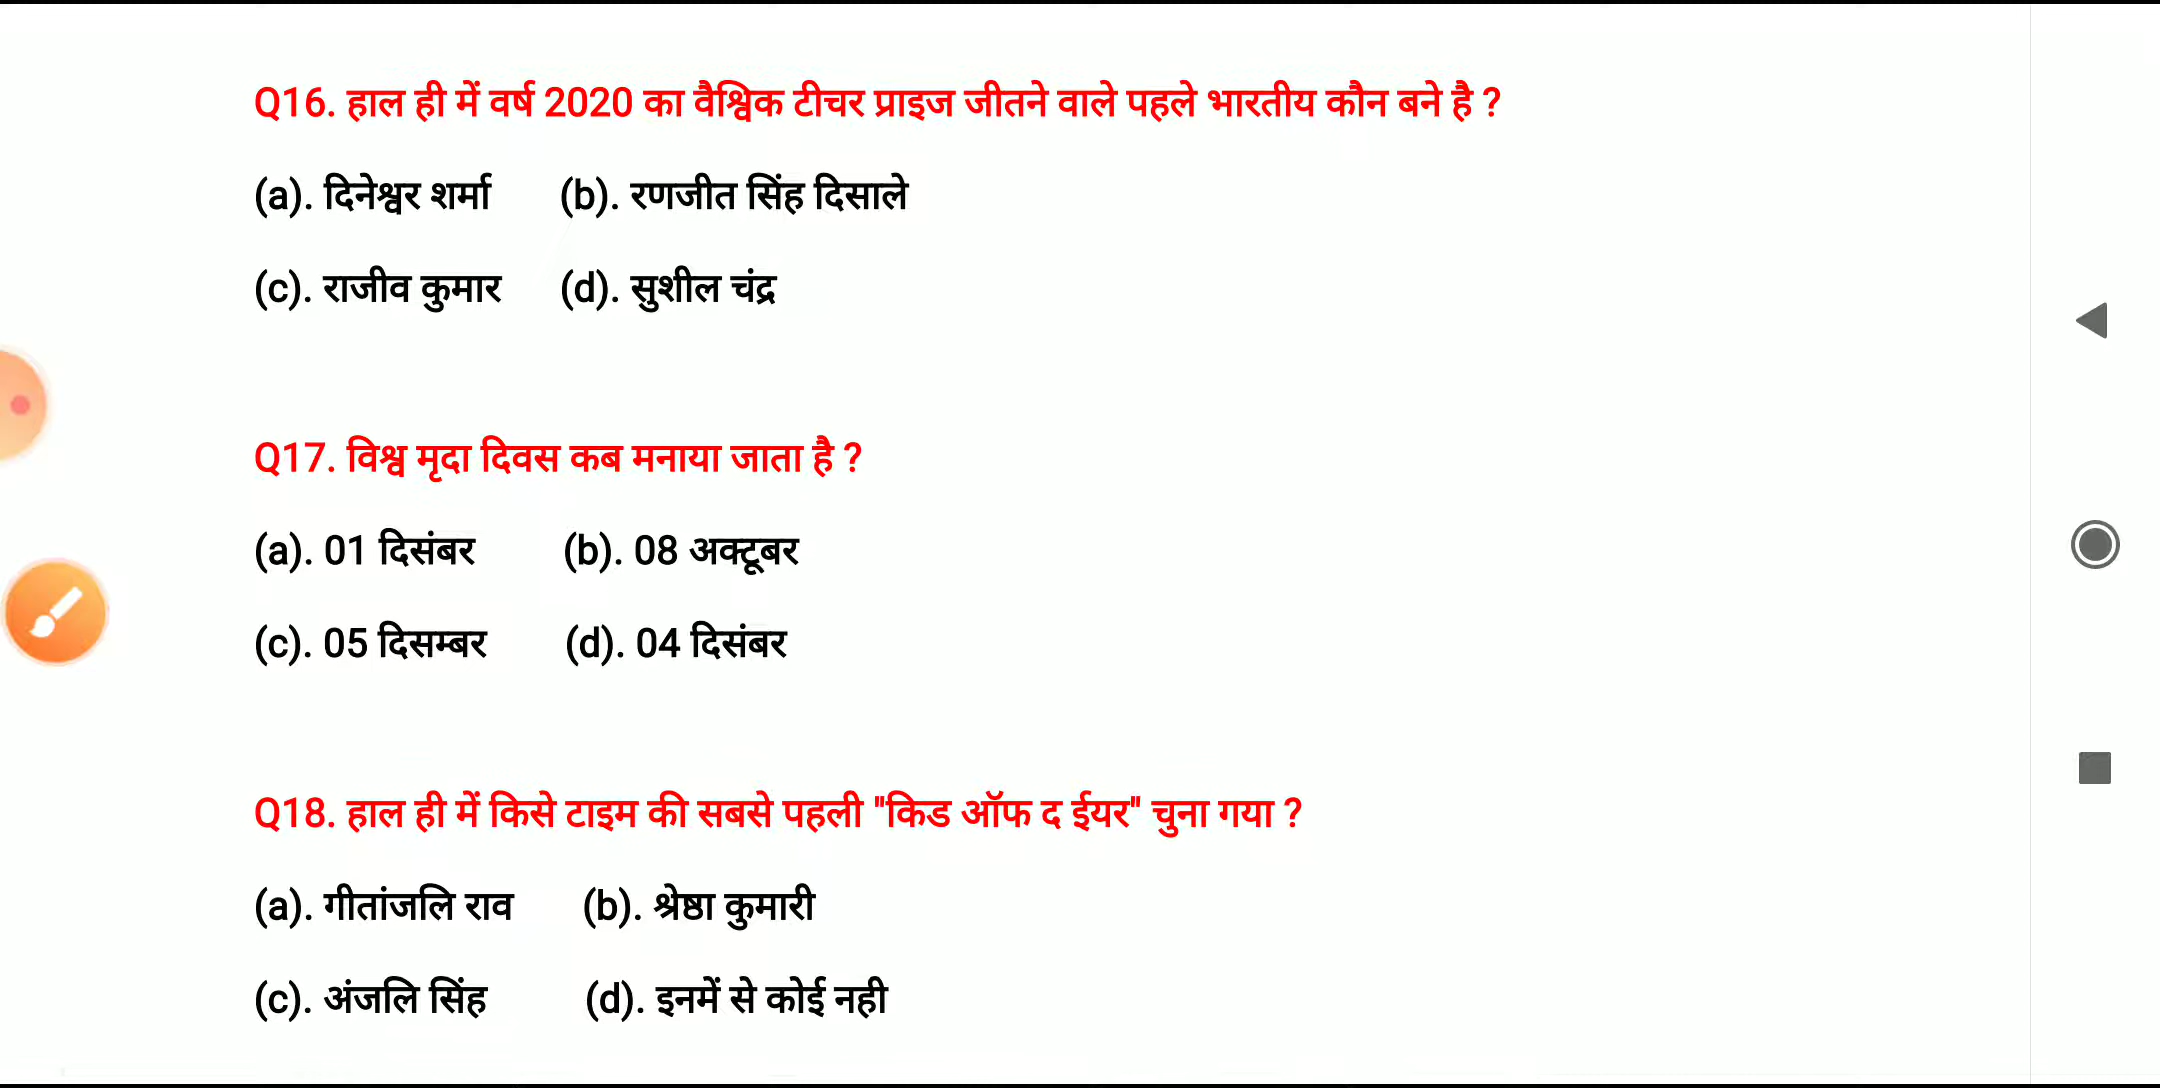 Q16. हाल ही में वर्ष 2020 का वैश्विक टीचर प्राइज जीतने वाले पहले भारतीय कौन बने है ?
(a). दिनेश्वर शर्मा (b). रणजीत सिंह दिसाले
(c). राजीव कुमार (d). सुशील चंद्र
Q17. विश्व मृदा दिवस कब मनाया जाता है ?
(a). 01 दिसंबर (b). 08 अक्टूबर
(c). 05 दिसम्बर (d). 04 दिसंबर
Q18. हाल ही में किसे टाइम की सबसे पहली "किड ऑफ द ईयर" चुना गया ?
(a). गीतांजलि राव (b). श्रेष्ठा कुमारी
(c). अंजलि सिंह (d). इनमें से कोई नही